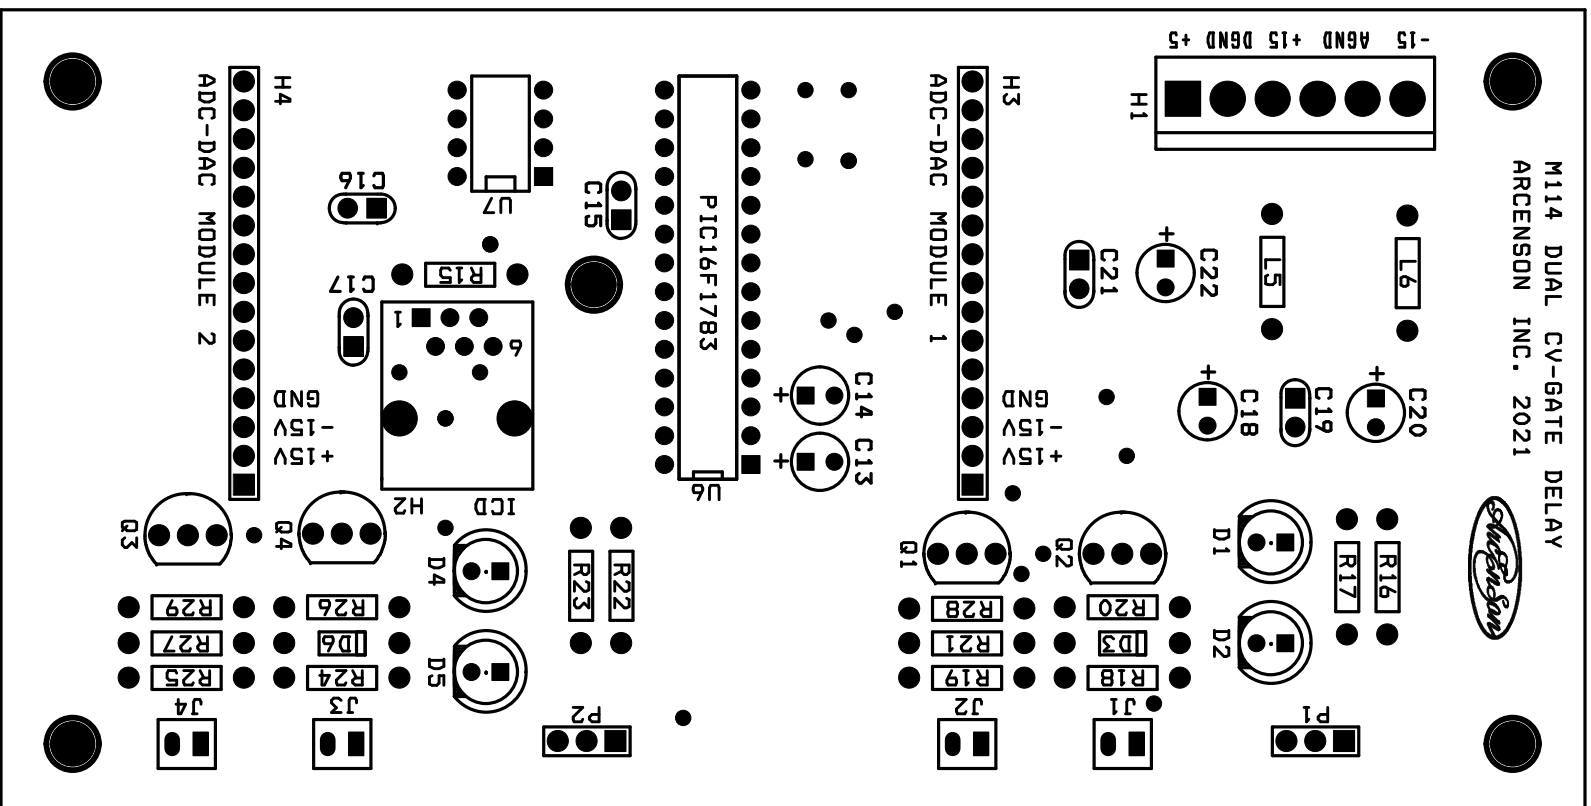 +5 DGND +15 AGND -15
H4
ADC-DAC MODULE 2
H3
ADC-DAC MODULE 1
H1
M114 DUAL CV-GATE DELAY
ARCENSON INC. 2021
C16
U7
C15
PIC16F1783
R15
C17
1
6
C21
C22
L5
L6
GND
-15V
+15V
+
C14
+
C13
GND
-15V
+15V
+
C18
C19
+
C20
+
H2
ICD
U6
Q3
Q4
D4
R23
R22
Q1
Q2
D1
R17
R16
ArcEnSon
R29
R26
R28
R20
R27
D6
R21
D3
D2
R25
R24
D5
R19
R18
J4
J3
P2
J2
J1
P1